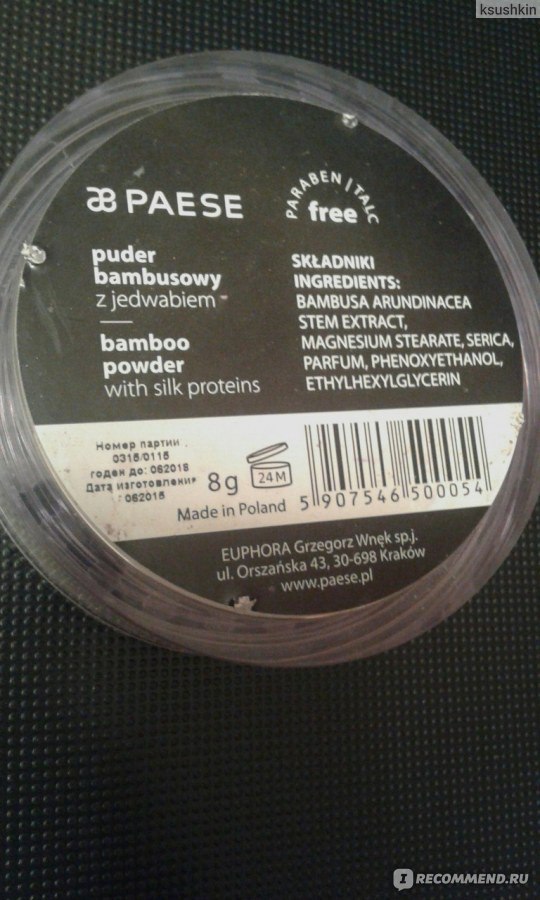 ksushkin
PAESE
PARABEN | TALC
free
puder
bambusowy
z jedwabiem
bamboo
powder
with silk proteins
SKŁADNIKI
INGREDIENTS:
BAMBUSA ARUNDINACEA
STEM EXTRACT,
MAGNESIUM STEARATE, SERICA,
PARFUM, PHENOXYETHANOL,
ETHYLHEXYLGLYCERIN
Номер партии
0315/0115
годен до: 062018
Дата изготовления
062015
8g
24M
Made in Poland
5 907546 500054
EUPHORA Grzegorz Wnęk sp.j.
ul. Orszańska 43, 30-698 Kraków
www.paese.pl
I RECOMMEND.RU